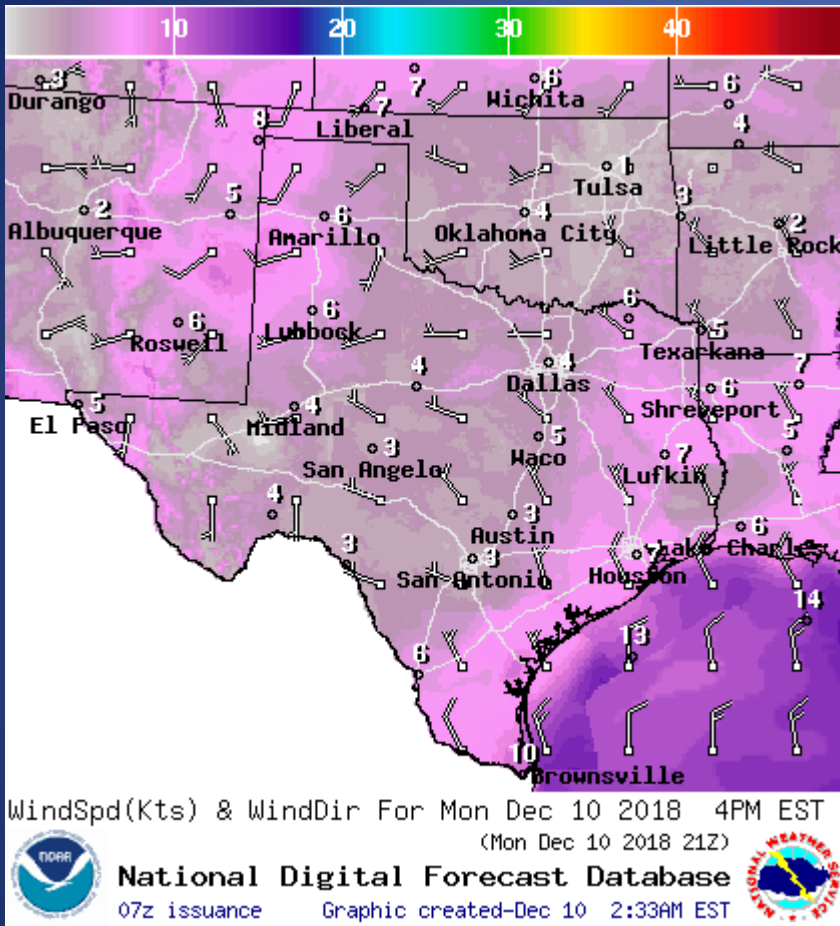 10 20 30 40
3 7 6 6
Durango Wichita
8 7 4
Liberal
1
Tulsa
2 5 6 4 3 2
Albuquerque Amarillo Oklahoma City Little Rock
6 6 6
Roswell Lubbock 5
Texarkana
4 4 7
Dallas
5 4 6
El Paso Midland Shreveport
3 5 7 5
San Angelo Waco Lufkin
4 3 6
Austin
3 3 7
San Antonio Houston Lake Charles
14
6 13
10
Brownsville
WindSpd(Kts) & WindDir For Mon Dec 10 2018 4PM EST
(Mon Dec 10 2018 21Z)
NOAA
National Digital Forecast Database
07z issuance Graphic created-Dec 10 2:33AM EST
NATIONAL WEATHER SERVICE